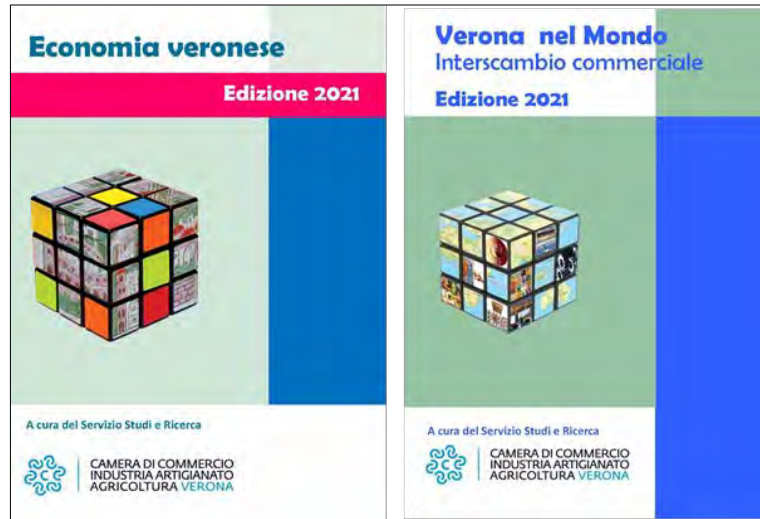 Economia veronese
Edizione 2021
A cura del Servizio Studi e Ricerca
CAMERA DI COMMERCIO
INDUSTRIA ARTIGIANATO
AGRICOLTURA VERONA
Verona nel Mondo
Interscambio commerciale
Edizione 2021
A cura del Servizio Studi e Ricerca
CAMERA DI COMMERCIO
INDUSTRIA ARTIGIANATO
AGRICOLTURA VERONA